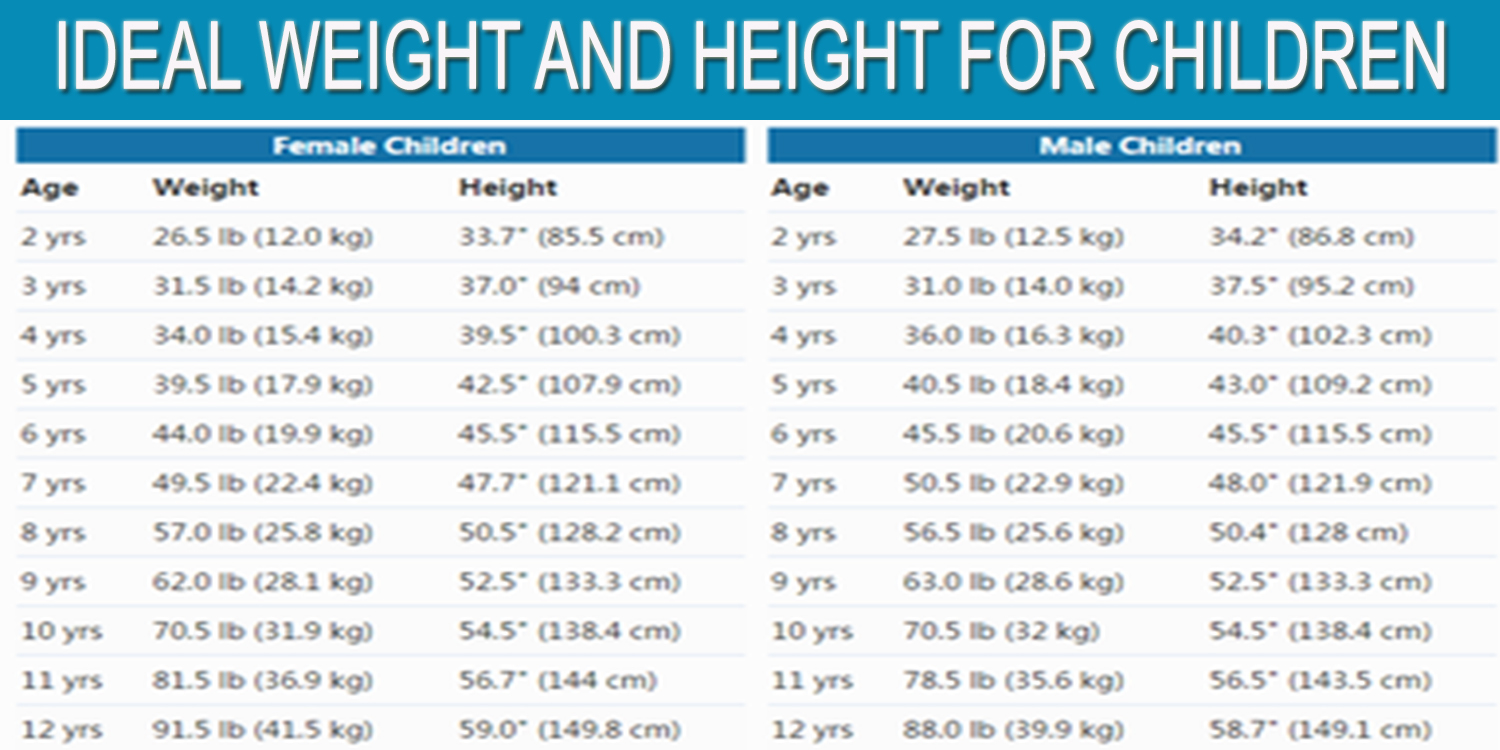 IDEAL WEIGHT AND HEIGHT FOR CHILDREN
Female Children
Age Weight Height
2 yrs 26.5 lb (12.0 kg) 33.7" (85.5 cm)
3 yrs 31.5 lb (14.2 kg) 37.0" (94 cm)
4 yrs 34.0 lb (15.4 kg) 39.5" (100.3 cm)
5 yrs 39.5 lb (17.9 kg) 42.5" (107.9 cm)
6 yrs 44.0 lb (19.9 kg) 45.5" (115.5 cm)
7 yrs 49.5 lb (22.4 kg) 47.7" (121.1 cm)
8 yrs 57.0 lb (25.8 kg) 50.5" (128.2 cm)
9 yrs 62.0 lb (28.1 kg) 52.5" (133.3 cm)
10 yrs 70.5 lb (31.9 kg) 54.5" (138.4 cm)
11 yrs 81.5 lb (36.9 kg) 56.7" (144 cm)
12 yrs 91.5 lb (41.5 kg) 59.0" (149.8 cm)
Male Children
Age Weight Height
2 yrs 27.5 lb (12.5 kg) 34.2" (86.8 cm)
3 yrs 31.0 lb (14.0 kg) 37.5" (95.2 cm)
4 yrs 36.0 lb (16.3 kg) 40.3" (102.3 cm)
5 yrs 40.5 lb (18.4 kg) 43.0" (109.2 cm)
6 yrs 45.5 lb (20.6 kg) 45.5" (115.5 cm)
7 yrs 50.5 lb (22.9 kg) 48.0" (121.9 cm)
8 yrs 56.5 lb (25.6 kg) 50.4" (128 cm)
9 yrs 63.0 lb (28.6 kg) 52.5" (133.3 cm)
10 yrs 70.5 lb (32 kg) 54.5" (138.4 cm)
11 yrs 78.5 lb (35.6 kg) 56.5" (143.5 cm)
12 yrs 88.0 lb (39.9 kg) 58.7" (149.1 cm)